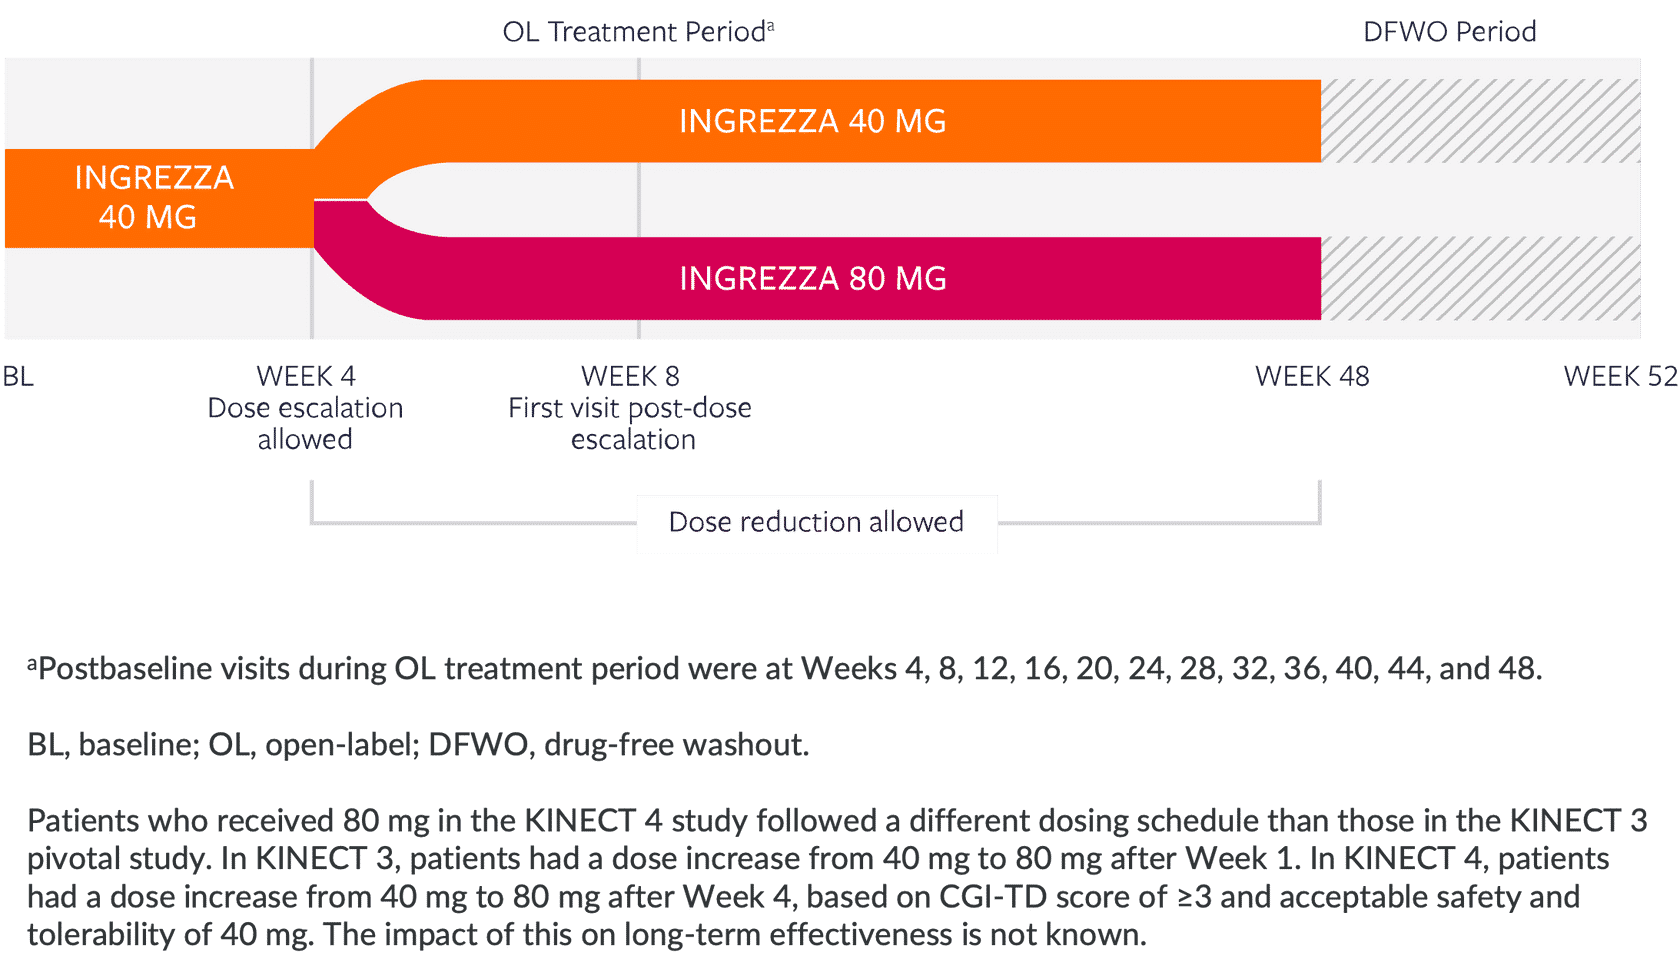 OL Treatment Periodᵃ
DFWO Period
INGREZZA 40 MG
INGREZZA
40 MG
INGREZZA 80 MG
BL
WEEK 4
Dose escalation
allowed
WEEK 8
First visit post-dose
escalation
WEEK 48
WEEK 52
Dose reduction allowed
ᵃPostbaseline visits during OL treatment period were at Weeks 4, 8, 12, 16, 20, 24, 28, 32, 36, 40, 44, and 48.
BL, baseline; OL, open-label; DFWO, drug-free washout.
Patients who received 80 mg in the KINECT 4 study followed a different dosing schedule than those in the KINECT 3
pivotal study. In KINECT 3, patients had a dose increase from 40 mg to 80 mg after Week 1. In KINECT 4, patients
had a dose increase from 40 mg to 80 mg after Week 4, based on CGI-TD score of ≥3 and acceptable safety and
tolerability of 40 mg. The impact of this on long-term effectiveness is not known.